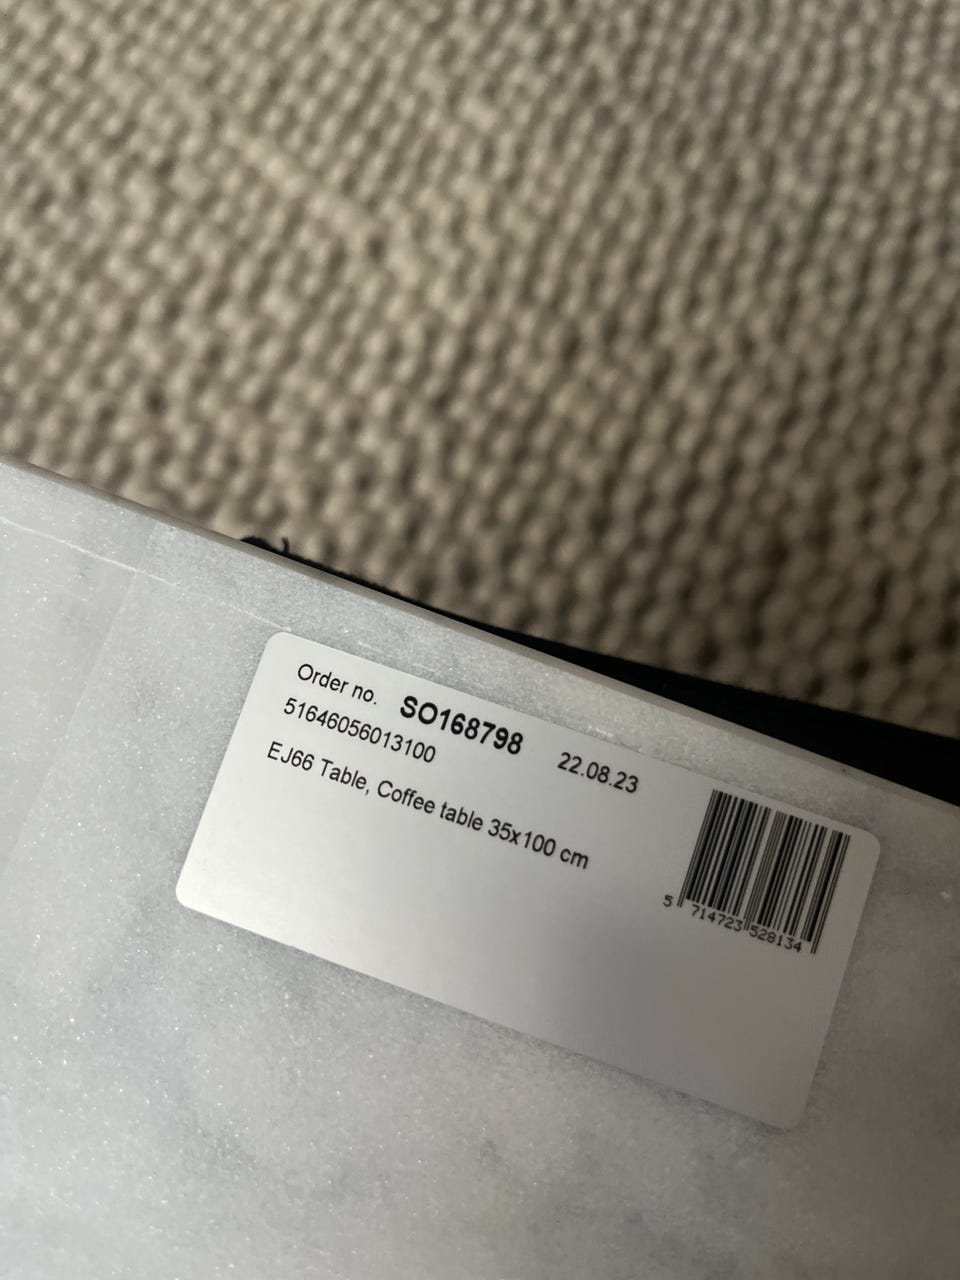 Order no. SO168798 22.08.23
51646056013100
EJ66 Table, Coffee table 35x100 cm
5 714723 528134